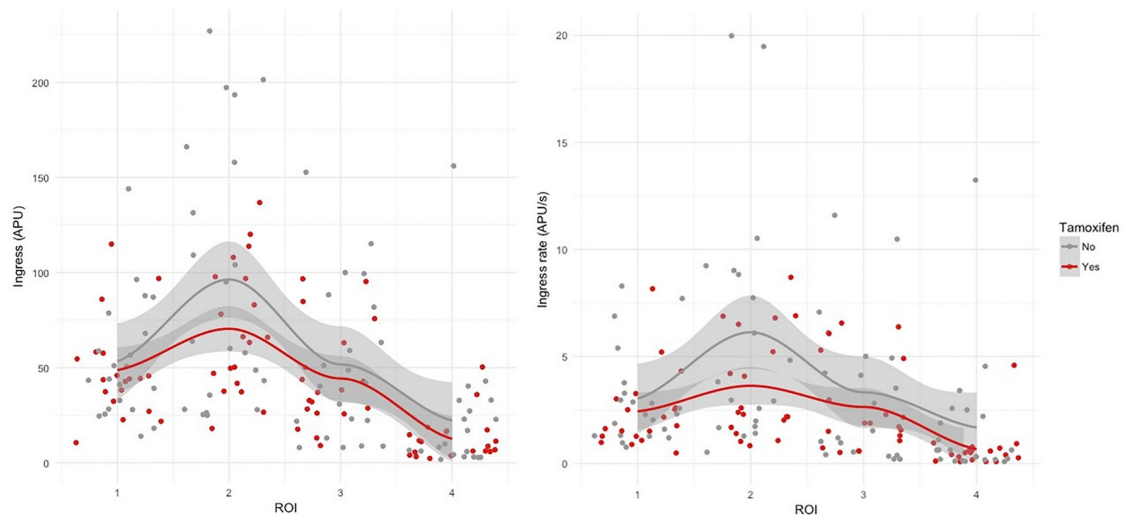 Ingress (APU)
200
150
100
50
0
1 2 3 4
ROI
Ingress rate (APU/s)
20
15
10
5
0
1 2 3 4
ROI
Tamoxifen
No
Yes